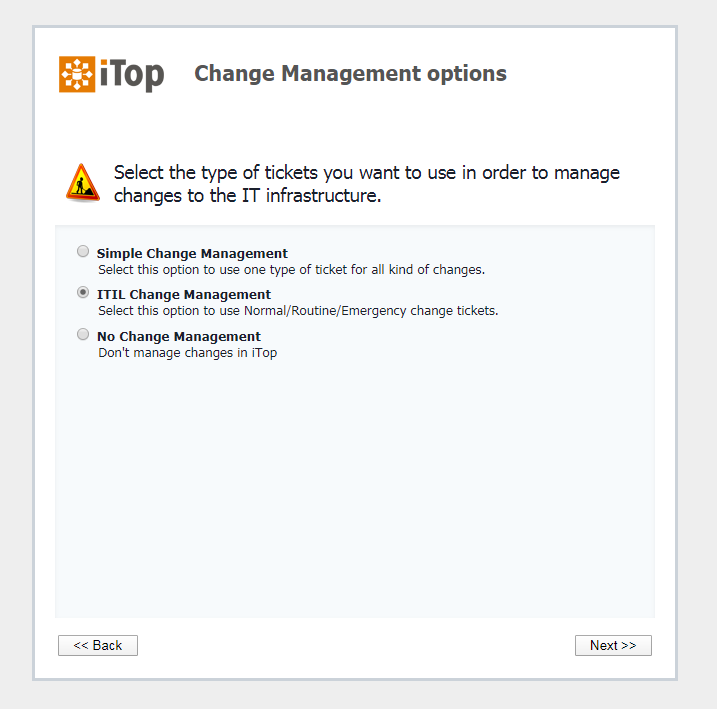 iTop
Change Management options
Select the type of tickets you want to use in order to manage
changes to the IT infrastructure.
Simple Change Management
Select this option to use one type of ticket for all kind of changes.
ITIL Change Management
Select this option to use Normal/Routine/Emergency change tickets.
No Change Management
Don't manage changes in iTop
<< Back
Next >>